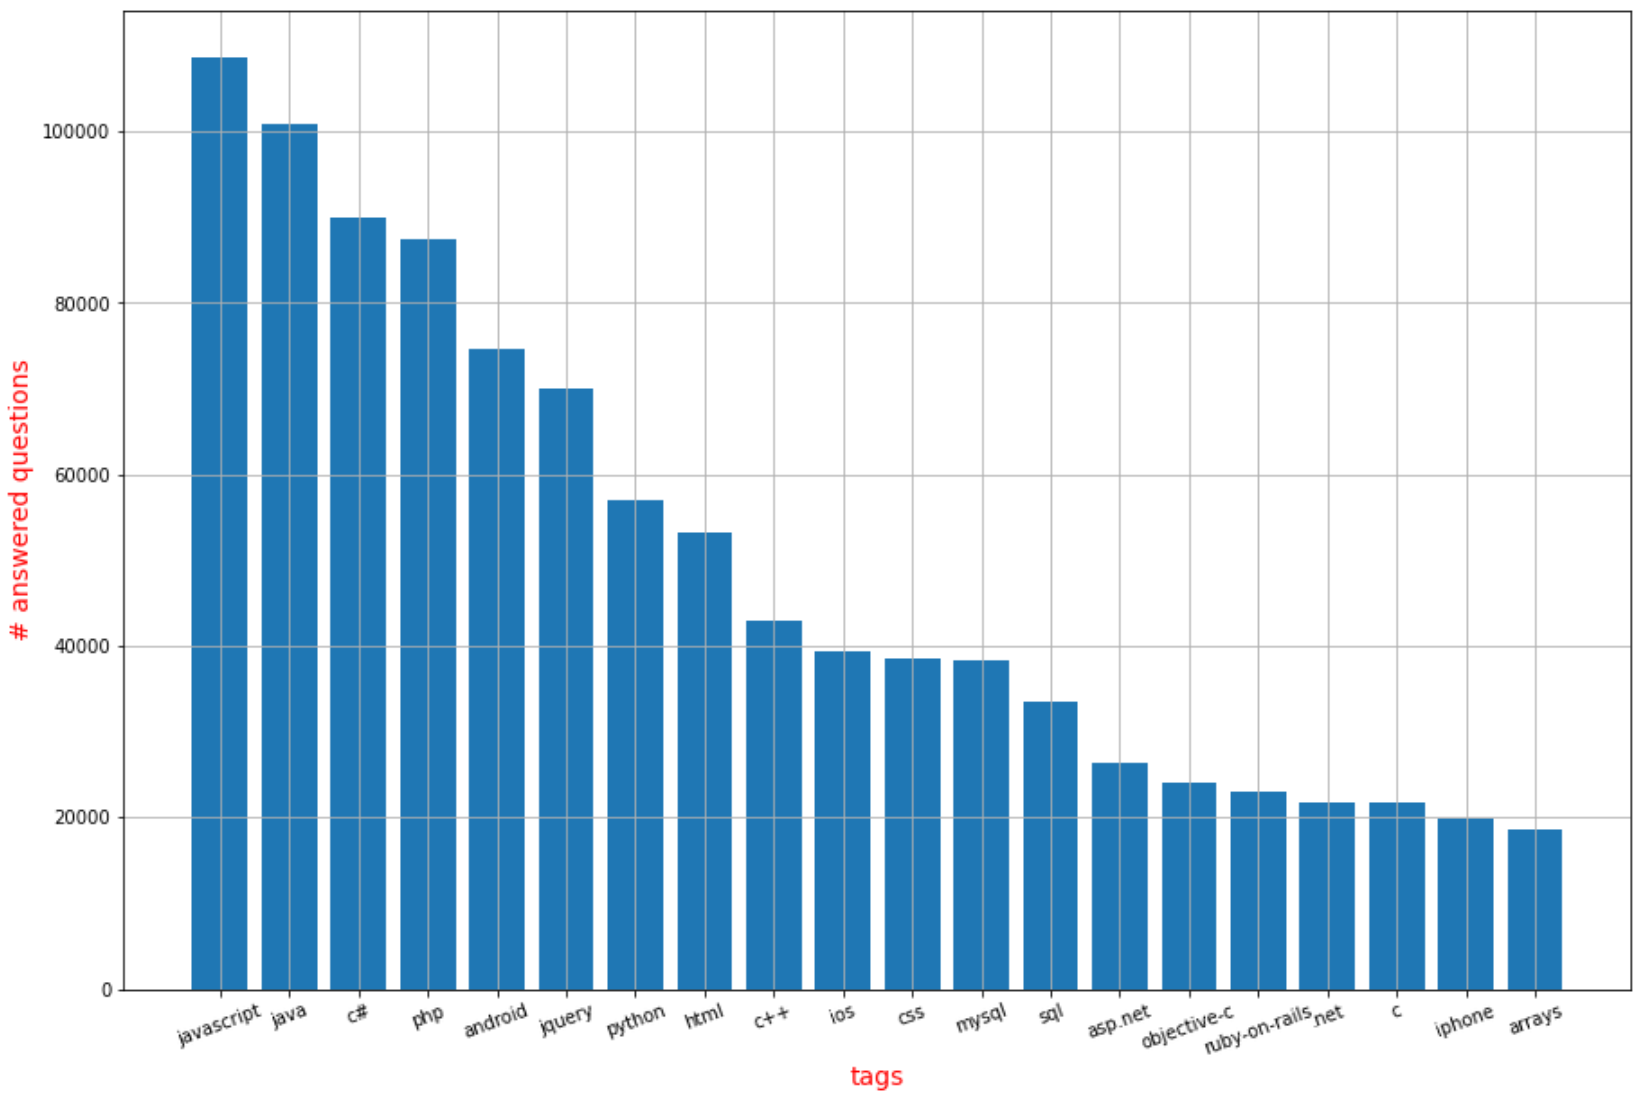 100000
80000
60000
40000
20000
0
# answered questions
javascript java c# php android jquery python html c++ ios css mysql sql asp.net objective-c ruby-on-rails .net c iphone arrays
tags